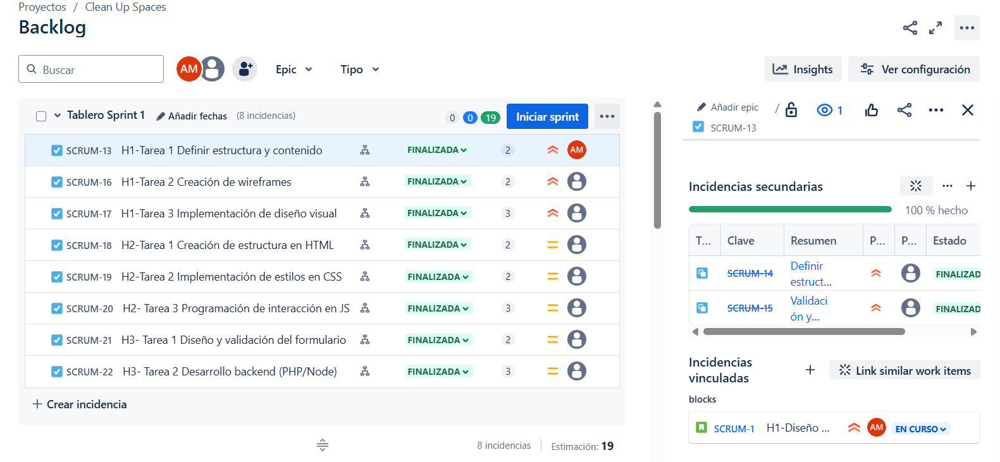 Proyectos / Clean Up Spaces
Backlog
Buscar
AM
Epic
Tipo
Insights
Ver configuración
Tablero Sprint 1 Añadir fechas (8 incidencias) 0 0 19 Iniciar sprint
SCRUM-13 H1-Tarea 1 Definir estructura y contenido FINALIZADA 2 AM
SCRUM-16 H1-Tarea 2 Creación de wireframes FINALIZADA 2
SCRUM-17 H1-Tarea 3 Implementación de diseño visual FINALIZADA 3
SCRUM-18 H2-Tarea 1 Creación de estructura en HTML FINALIZADA 2
SCRUM-19 H2-Tarea 2 Implementación de estilos en CSS FINALIZADA 2
SCRUM-20 H2- Tarea 3 Programación de interacción en JS FINALIZADA 3
SCRUM-21 H3- Tarea 1 Diseño y validación del formulario FINALIZADA 2
SCRUM-22 H3- Tarea 2 Desarrollo backend (PHP/Node) FINALIZADA 3
+ Crear incidencia
8 incidencias Estimación: 19
Añadir epic / 1
SCRUM-13
Incidencias secundarias
100 % hecho
T... Clave Resumen P... P... Estado
SCRUM-14 Definir estruct... FINALIZAD
SCRUM-15 Validaci ón y... FINALIZAD
Incidencias vinculadas
Link similar work items
blocks
SCRUM-1 H1-Diseño ... AM EN CURSO